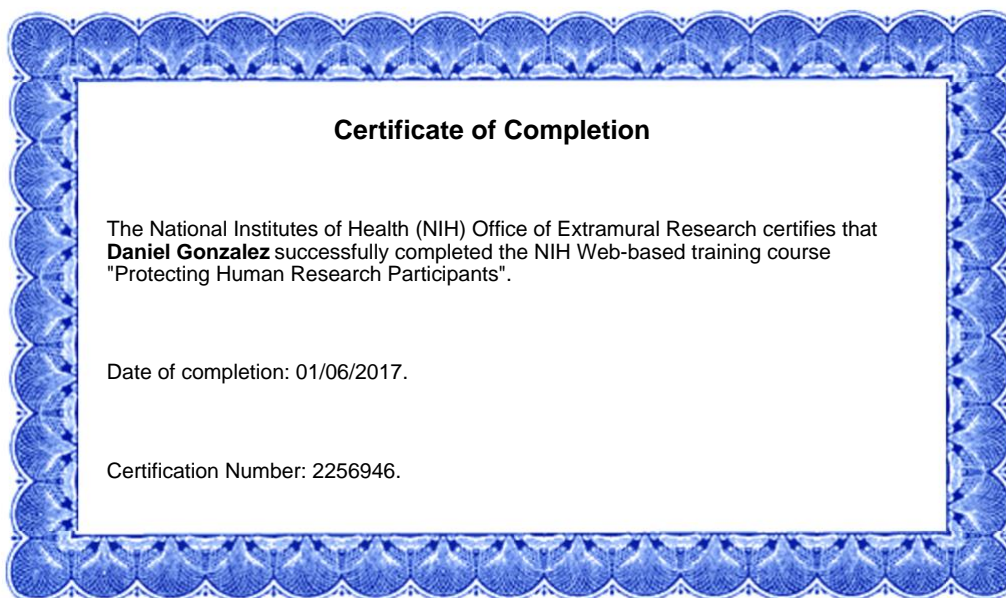 Certificate of Completion
The National Institutes of Health (NIH) Office of Extramural Research certifies that
Daniel Gonzalez successfully completed the NIH Web-based training course
"Protecting Human Research Participants".
Date of completion: 01/06/2017.
Certification Number: 2256946.